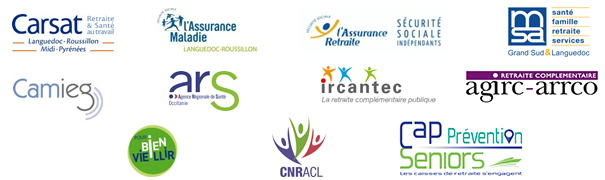 Carsat Retraite
& Santé
au travail
Languedoc-Roussillon
Midi-Pyrénées
l'Assurance
Maladie
LANGUEDOC-ROUSSILLON
l'Assurance
Retraite
SÉCURITÉ
SOCIALE
INDÉPENDANTS
msa
santé
famille
retraite
services
Grand Sud & Languedoc
Camieg
ars
Agence Régionale de Santé
Occitanie
ircantec
La retraite complémentaire publique
RETRAITE COMPLÉMENTAIRE
agirc-arrco
BIEN
VIEILLIR
CNRACL
Cap Prévention
Seniors
Les caisses de retraite s'engagent